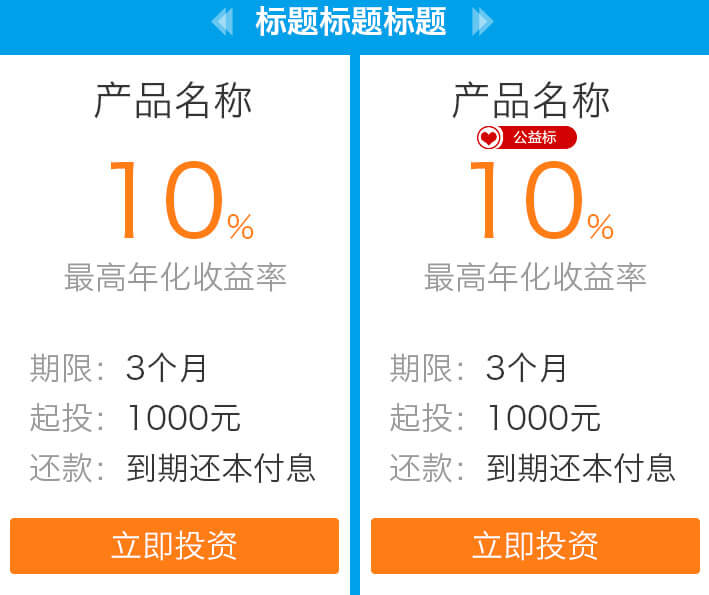 标题标题标题
产品名称
10%
最高年化收益率
期限：3个月
起投：1000元
还款：到期还本付息
立即投资
产品名称
公益标
10%
最高年化收益率
期限：3个月
起投：1000元
还款：到期还本付息
立即投资